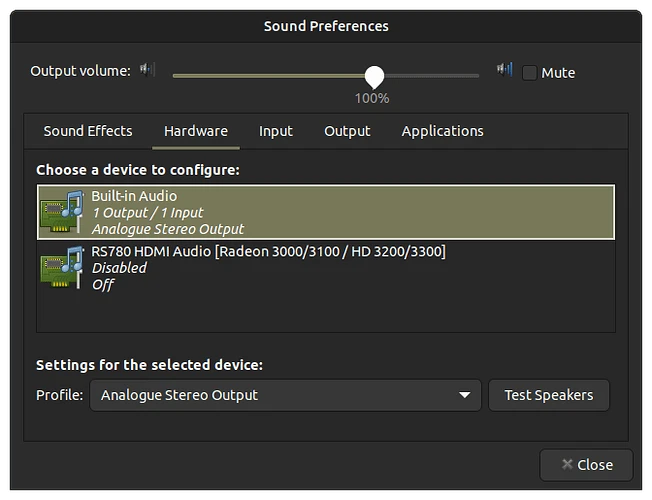 Sound Preferences
Output volume:
Mute
100%
Sound Effects
Hardware
Input
Output
Applications
Choose a device to configure:
Built-in Audio
1 Output / 1 Input
Analogue Stereo Output
RS780 HDMI Audio [Radeon 3000/3100 / HD 3200/3300]
Disabled
Off
Settings for the selected device:
Profile:
Analogue Stereo Output
Test Speakers
Close